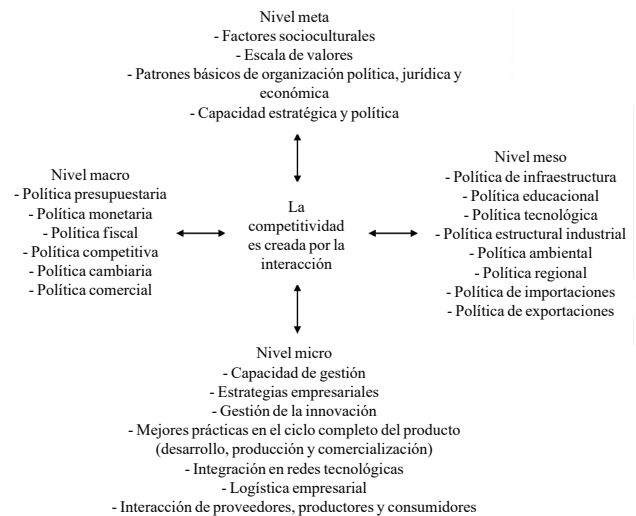 Nivel meta
- Factores socioculturales
- Escala de valores
- Patrones básicos de organización política, jurídica y
económica
- Capacidad estratégica y política
Nivel macro
- Política presupuestaria
- Política monetaria
- Política fiscal
- Política competitiva
- Política cambiaria
- Política comercial
La
competitividad
es creada por la
interacción
Nivel meso
- Política de infraestructura
- Política educacional
- Política tecnológica
- Política estructural industrial
- Política ambiental
- Política regional
- Política de importaciones
- Política de exportaciones
Nivel micro
- Capacidad de gestión
- Estrategias empresariales
- Gestión de la innovación
- Mejores prácticas en el ciclo completo del producto
(desarrollo, producción y comercialización)
- Integración en redes tecnológicas
- Logística empresarial
- Interacción de proveedores, productores y consumidores